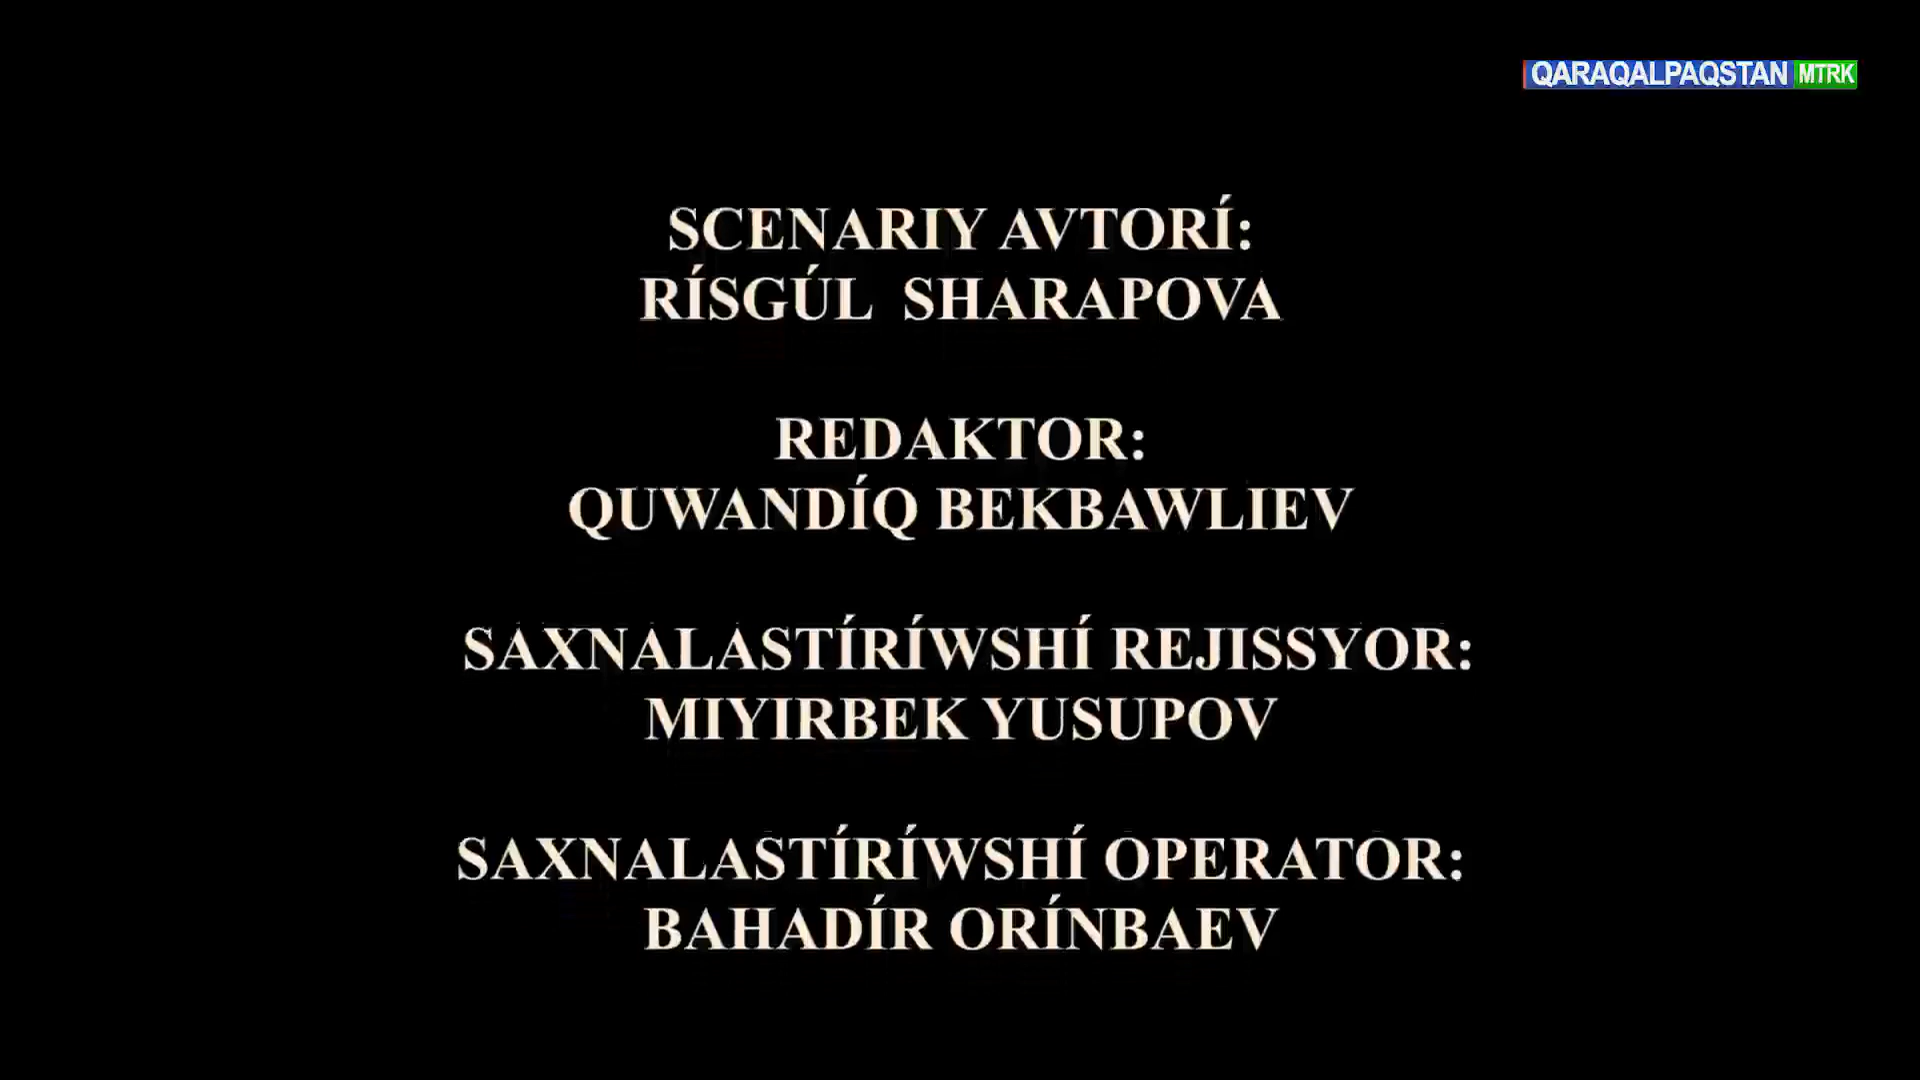 QARAQALPAQSTAN MTRK
SCENARIY AVTORÍ:
RÍSGÚL SHARAPOVA
REDAKTOR:
QUWANDÍQ BEKBAWLIEV
SAXNALASTÍRÍWSHÍ REJISSYOR:
MIYIRBEK YUSUPOV
SAXNALASTÍRÍWSHÍ OPERATOR:
BAHADÍR ORÍNBAEV